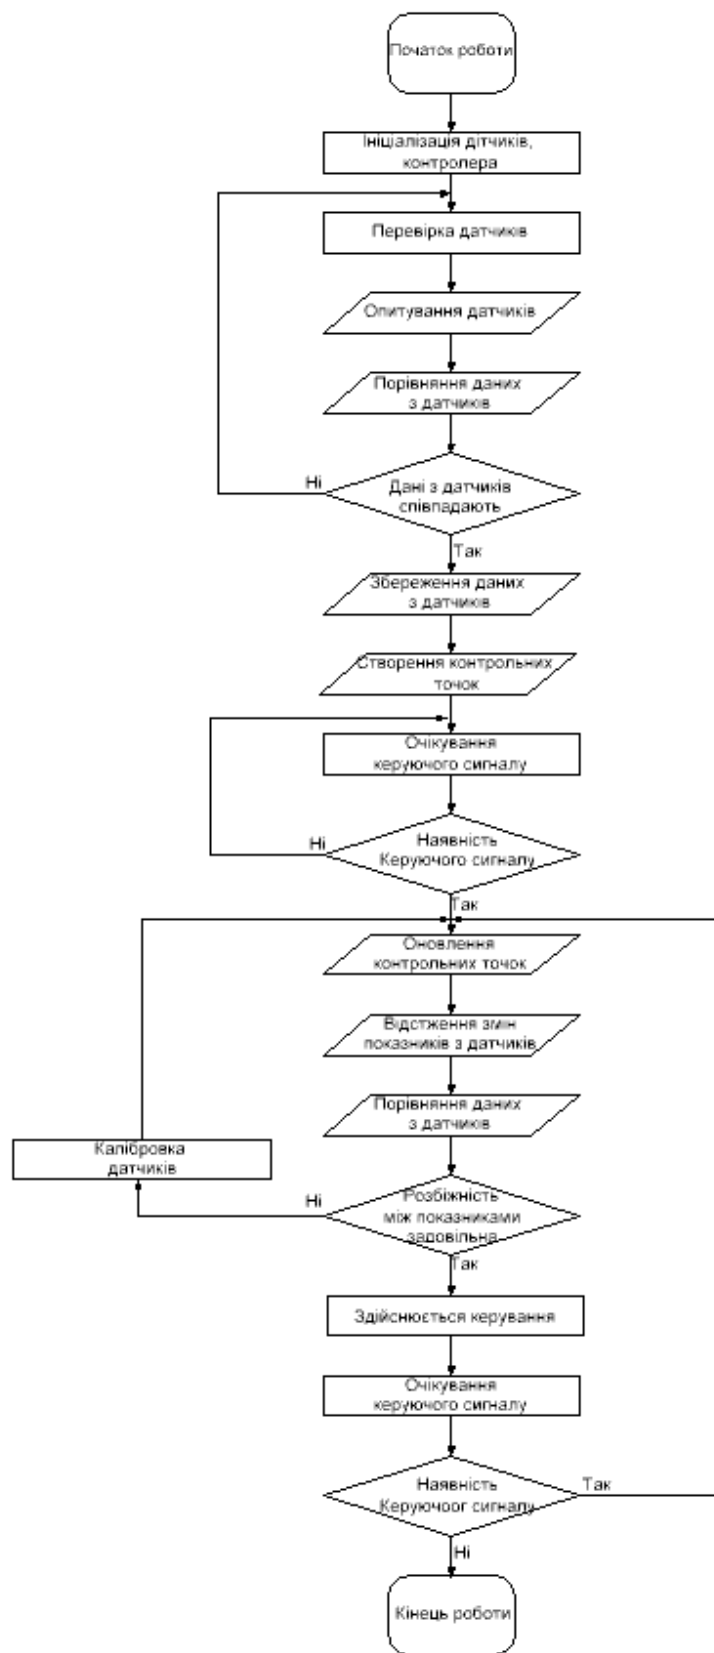 Початок роботи
Ініціалізація дітчиків,
контролера
Перевірка датчиків
Опитування датчиків
Порівняння даних
з датчиків
Ні
Дані з датчиків
співпадають
Так
Збереження даних
з датчиків
Створення контрольних
точок
Очікування
керуючого сигналу
Ні
Наявність
Керуючого сигналу
Так
Оновлення
контрольних точок
Відстження змін
показників з датчиків
Порівняння даних
з датчиків
Калібровка
датчиків
Ні
Розбіжність
між показниками
задовільна
Так
Здійснюється керування
Очікування
керуючого сигналу
Наявність
Керуючоог сигналу
Так
Ні
Кінець роботи